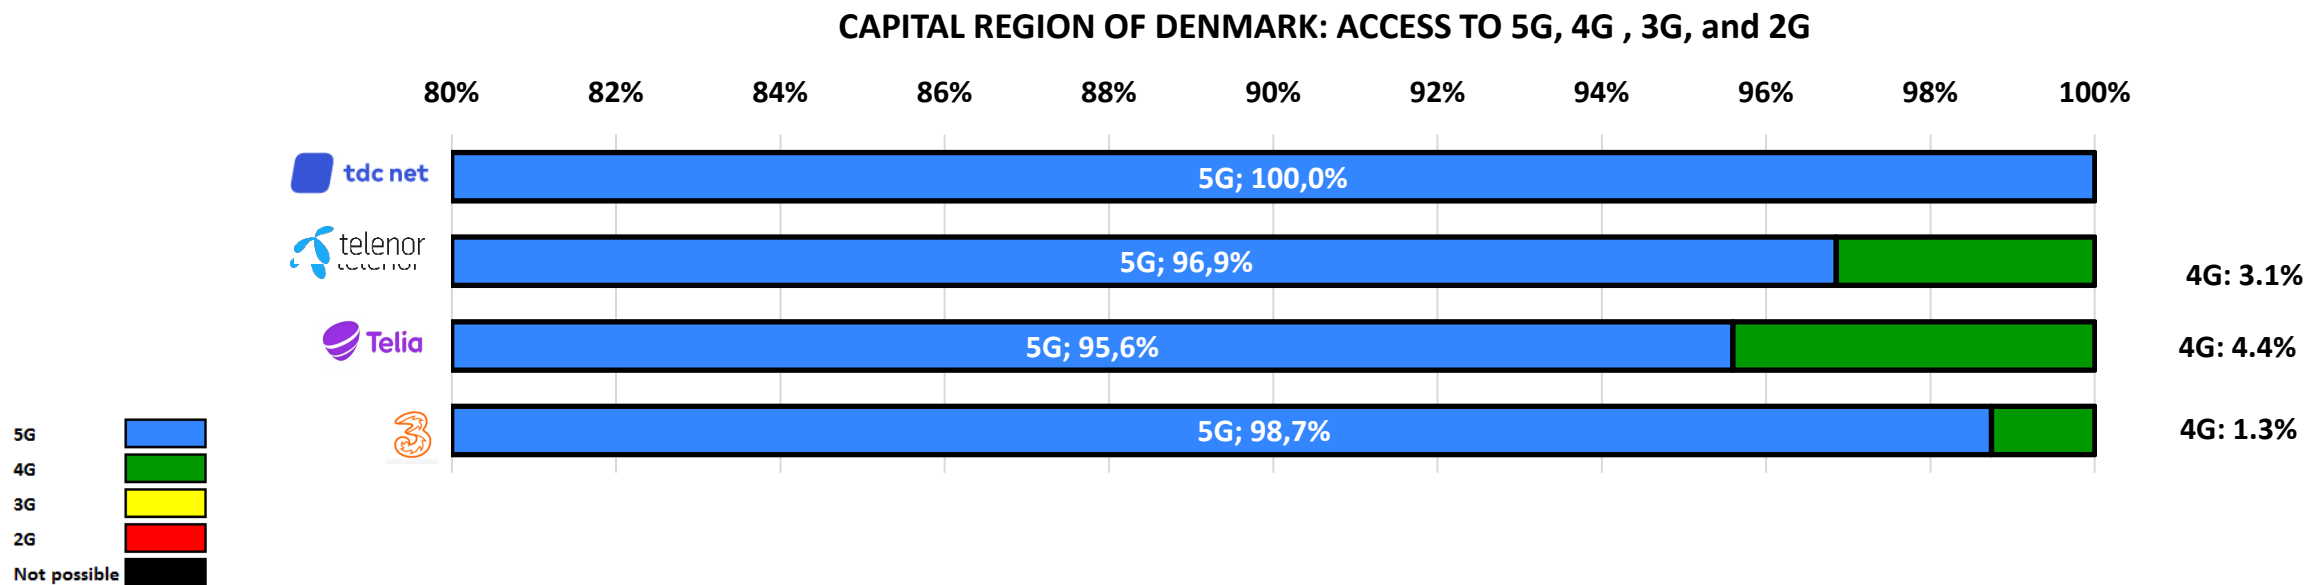 CAPITAL REGION OF DENMARK: ACCESS TO 5G, 4G , 3G, and 2G
80% 82% 84% 86% 88% 90% 92% 94% 96% 98% 100%
tdc net
5G; 100,0%
telenor
telenor
5G; 96,9%
4G: 3.1%
Telia
5G; 95,6%
4G: 4.4%
3
5G; 98,7%
4G: 1.3%
5G
4G
3G
2G
Not possible